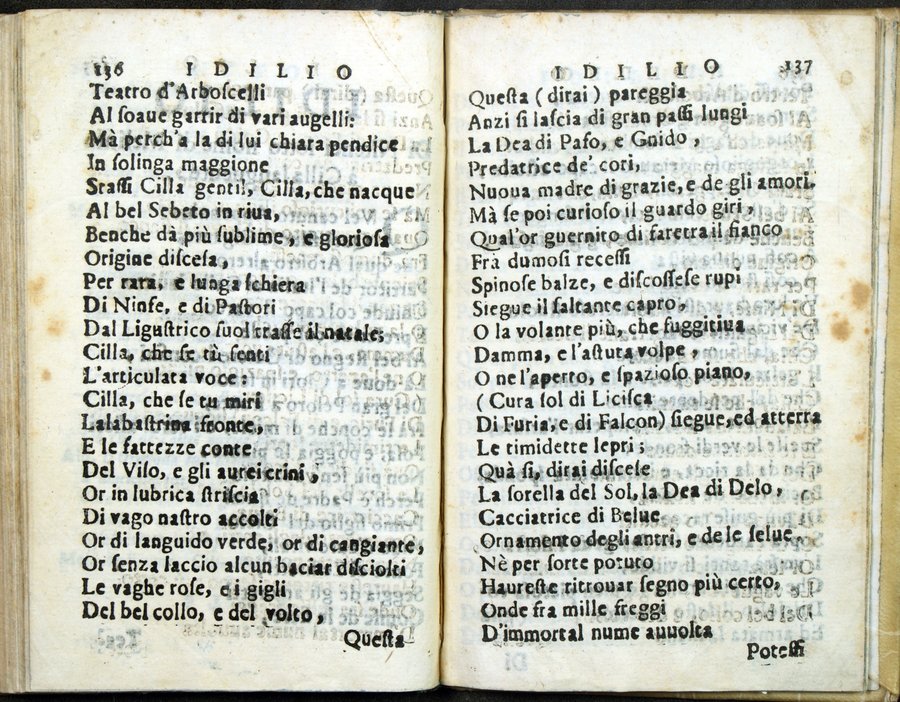 136 IDILIO
Teatro d'Arboscelli
Al soaue garrir di vari augelli:
Mà perch'a la di lui chiara pendice
In solinga maggione
Stassi Cilla gentil, Cilla, che nacque
Al bel Sebeto in riua,
Benche dà più sublime, e gloriosa
Origine discesa,
Per rara, e lunga schiera
Di Ninfe, e di Pastori
Dal Ligustrico suol trasse il natale;
Cilla, che se tù senti
L'articulata voce:
Cilla, che se tu miri
Lalabastrina fronte,
E le fattezze conte
Del Viso, e gli aurei crini,
Or in lubrica striscia
Di vago nastro accolti
Or di languido verde, or di cangiante,
Or senza laccio alcun baciar disciolti
Le vaghe rose, e i gigli
Del bel collo, e del volto,
Questa
IDILIO 137
Questa (dirai) pareggia
Anzi si lascia di gran passi lungi
La Dea di Pafo, e Gnido,
Predatrice de' cori,
Nuoua madre di grazie, e de gli amori.
Mà se poi curioso il guardo giri,
Qual'or guernito di faretra il fianco
Frà dumosi recessi
Spinose balze, e discossese rupi
Siegue il saltante capro,
O la volante più, che fuggitiua
Damma, e l'astuta volpe,
O ne l'aperto, e spazioso piano,
(Cura sol di Licisca
Di Furia, e di Falcon) siegue, ed atterra
Le timidette lepri;
Quà sì, dirai discese
La sorella del Sol, la Dea di Delo,
Cacciatrice di Belue
Ornamento degli antri, e de le selue,
Nè per sorte potuto
Haureste ritrouar segno più certo,
Onde fra mille freggi
D'immortal nume auuolta
Potessi